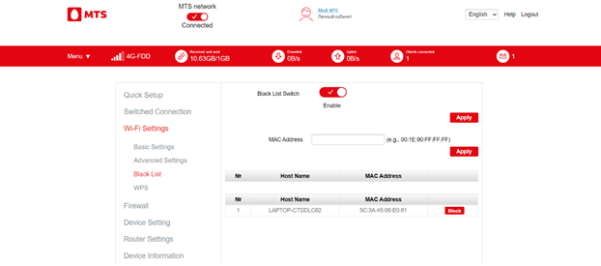 MTS
MTS network
Connected
Мой МТС
Личный кабинет
English
Help
Logout
Menu
4G-FDD
Received and sent
10.63GB/1GB
Download
0B/s
Upload
0B/s
Clients connected
1
1
Quick Setup
Switched Connection
Wi-Fi Settings
Basic Settings
Advanced Settings
Black List
WPS
Firewall
Device Setting
Router Settings
Device Information
Black List Switch
Enable
Apply
MAC Address (e.g., 00:1E:90:FF:FF:FF)
Apply
№ Host Name MAC Address
№ Host Name MAC Address
1 LAPTOP-CTDDLO62 5C:3A:45:06:E0:81 Block